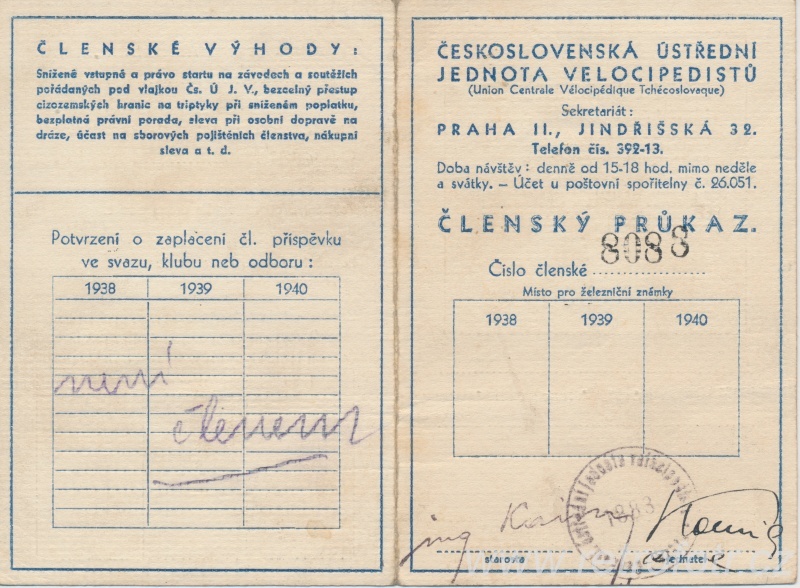 ČLENSKÉ VÝHODY:
Snížené vstupné a právo startu na závodech a soutěžích
pořádaných pod vlajkou Čs. Ú J. V., bezcelný přestup
cizozemských hranic na triptyky při sníženém poplatku,
bezplatná právní porada, sleva při osobní dopravě na
dráze, účast na sborových pojištěních členstva, nákupní
sleva a t. d.
Potvrzení o zaplacení čl. příspěvku
ve svazu, klubu neb odboru:
1938 1939 1940
není
členem
ČESKOSLOVENSKÁ ÚSTŘEDNÍ
JEDNOTA VELOCIPEDISTŮ
(Union Centrale Vélocipédique Tchécoslovaque)
Sekretariát:
PRAHA II., JINDŘIŠSKÁ 32.
Telefon čís. 392-13.
Doba návštěv: denně od 15-18 hod. mimo neděle
a svátky. – Účet u poštovní spořitelny č. 26.051.
ČLENSKÝ PRŮKAZ.
Číslo členské 8083
Místo pro železniční známky
1938 1939 1940
ústřední jednota
1883
ing
starosta